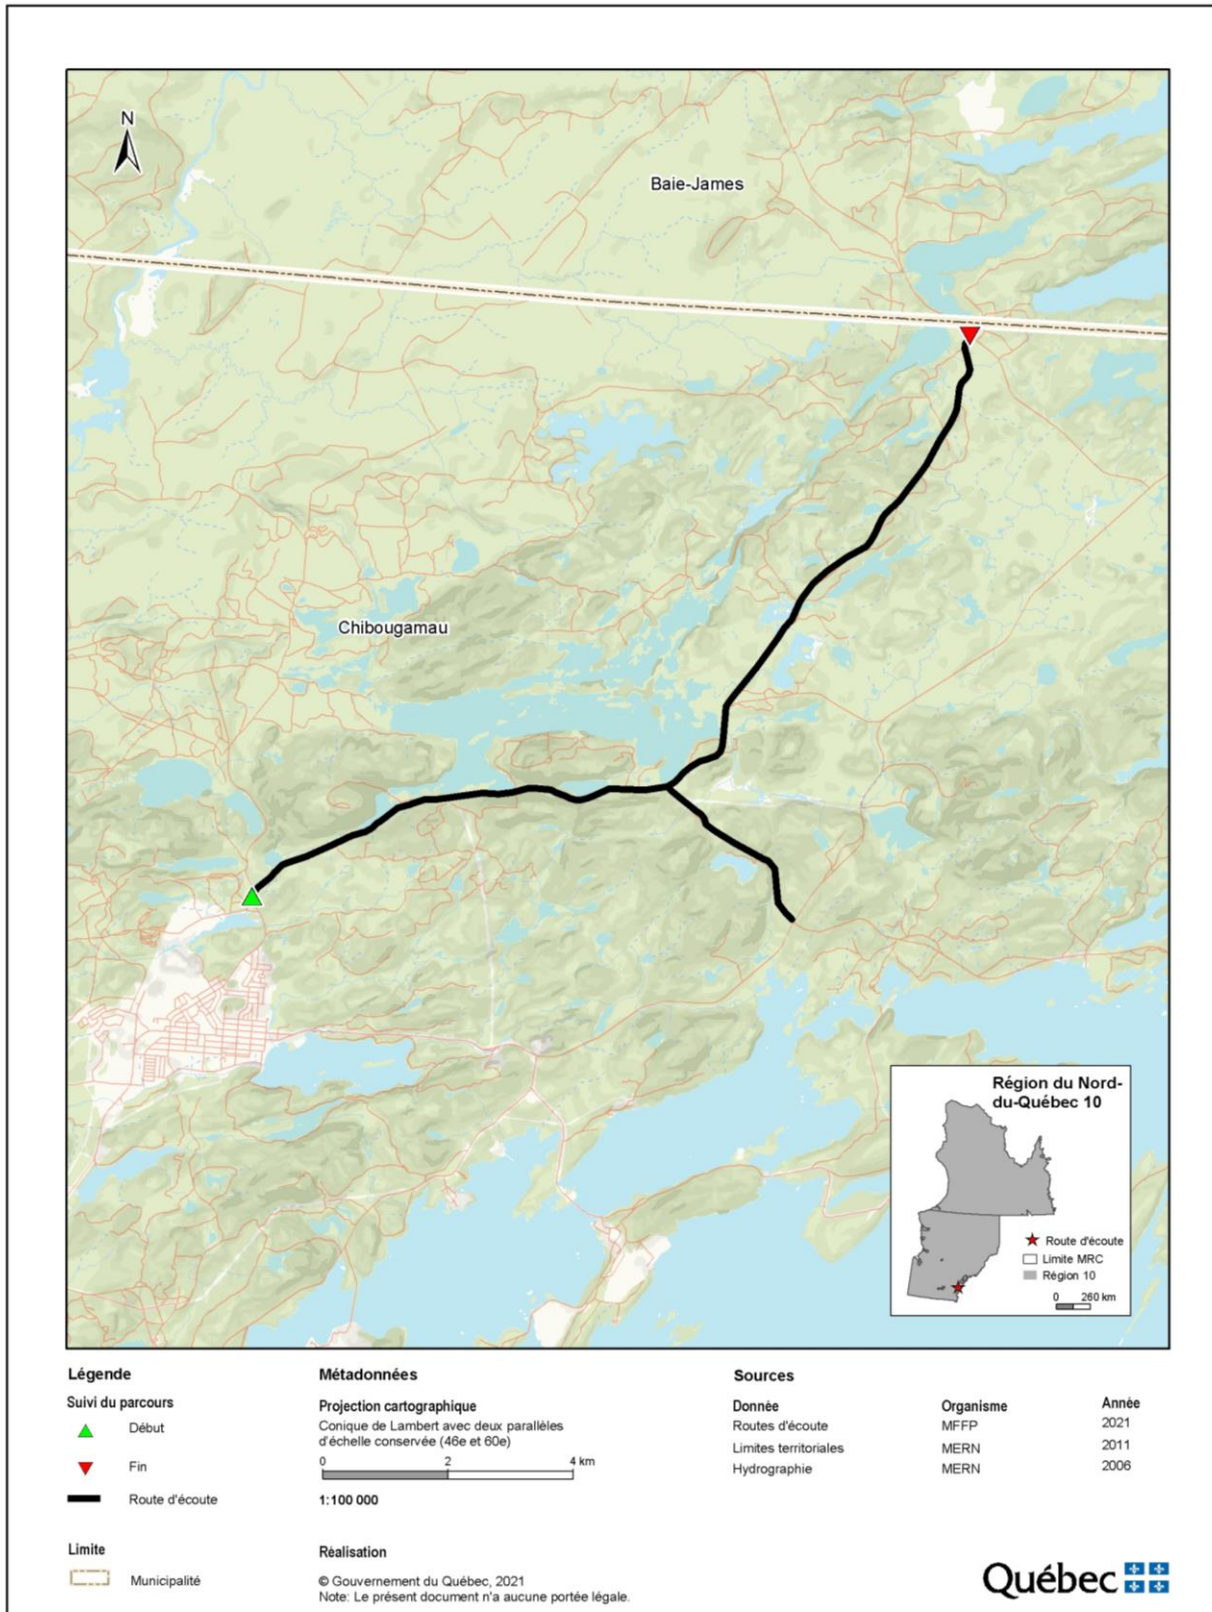 N
Baie-James
Chibougamau
Région du Nord-
du-Québec 10
Route d'écoute
Limite MRC
Région 10
0 260 km
Légende
Suivi du parcours
Début
Fin
Route d'écoute
Limite
Municipalité
Métadonnées
Projection cartographique
Conique de Lambert avec deux parallèles
d'échelle conservée (46e et 60e)
0 2 4 km
1:100 000
Réalisation
© Gouvernement du Québec, 2021
Note: Le présent document n'a aucune portée légale.
Sources
Donnée Organisme Année
Routes d'écoute MFFP 2021
Limites territoriales MERN 2011
Hydrographie MERN 2006
Québec